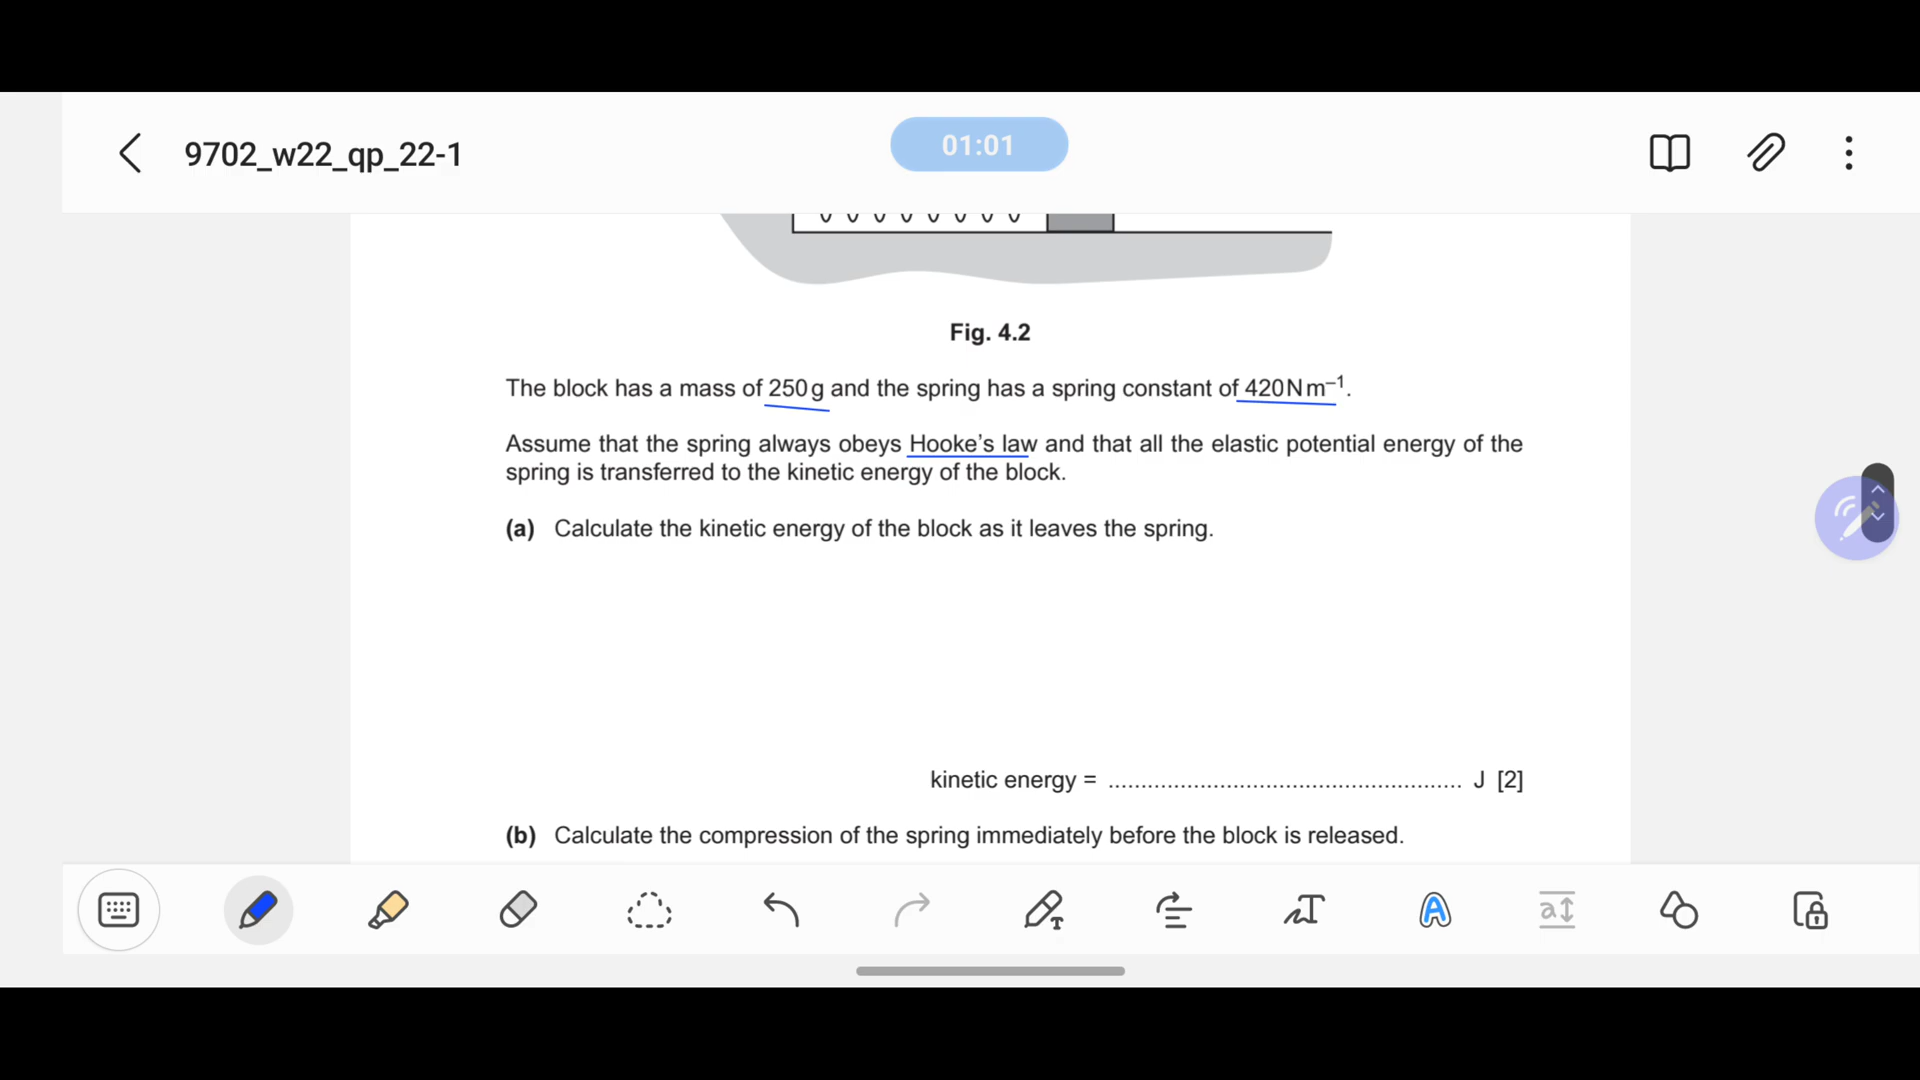 9702_w22_qp_22-1
01:01
Fig. 4.2
The block has a mass of 250 g and the spring has a spring constant of 420 N m⁻¹.
Assume that the spring always obeys Hooke's law and that all the elastic potential energy of the
spring is transferred to the kinetic energy of the block.
(a) Calculate the kinetic energy of the block as it leaves the spring.
kinetic energy = ..................................................... J [2]
(b) Calculate the compression of the spring immediately before the block is released.